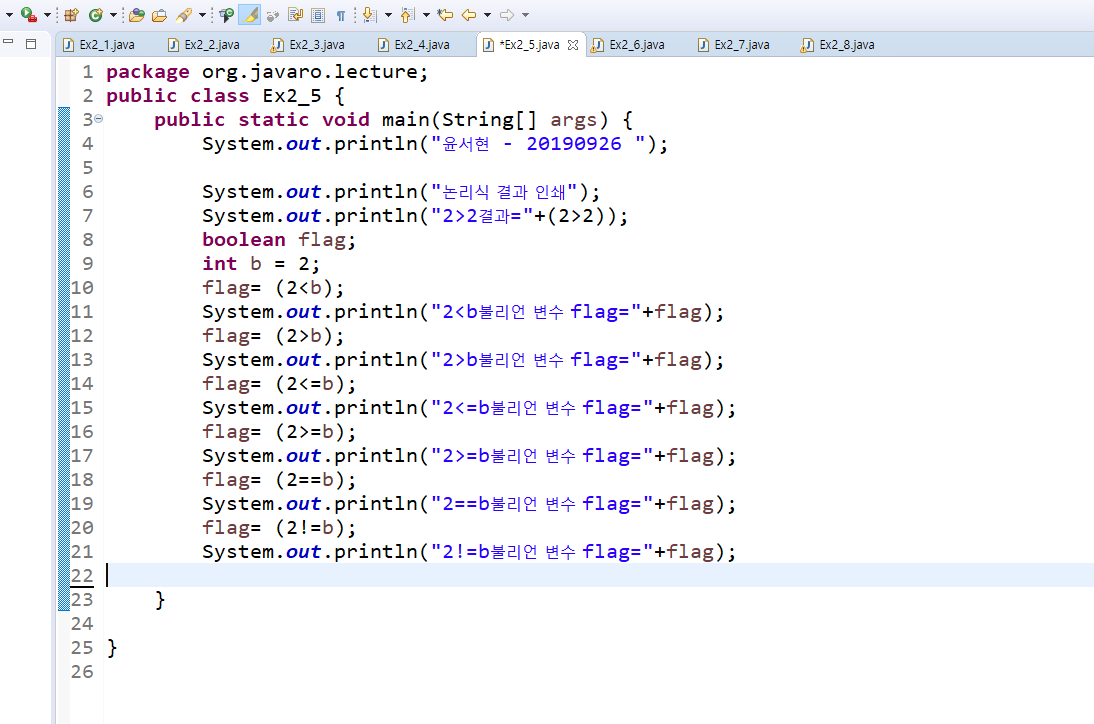 Ex2_1.java Ex2_2.java Ex2_3.java Ex2_4.java *Ex2_5.java Ex2_6.java Ex2_7.java Ex2_8.java
1 package org.javaro.lecture;
2 public class Ex2_5 {
3 public static void main(String[] args) {
4 System.out.println("윤서현 - 20190926 ");
5
6 System.out.println("논리식 결과 인쇄");
7 System.out.println("2>2결과="+(2>2));
8 boolean flag;
9 int b = 2;
10 flag= (2<b);
11 System.out.println("2<b불리언 변수 flag="+flag);
12 flag= (2>b);
13 System.out.println("2>b불리언 변수 flag="+flag);
14 flag= (2<=b);
15 System.out.println("2<=b불리언 변수 flag="+flag);
16 flag= (2>=b);
17 System.out.println("2>=b불리언 변수 flag="+flag);
18 flag= (2==b);
19 System.out.println("2==b불리언 변수 flag="+flag);
20 flag= (2!=b);
21 System.out.println("2!=b불리언 변수 flag="+flag);
22
23 }
24
25 }
26